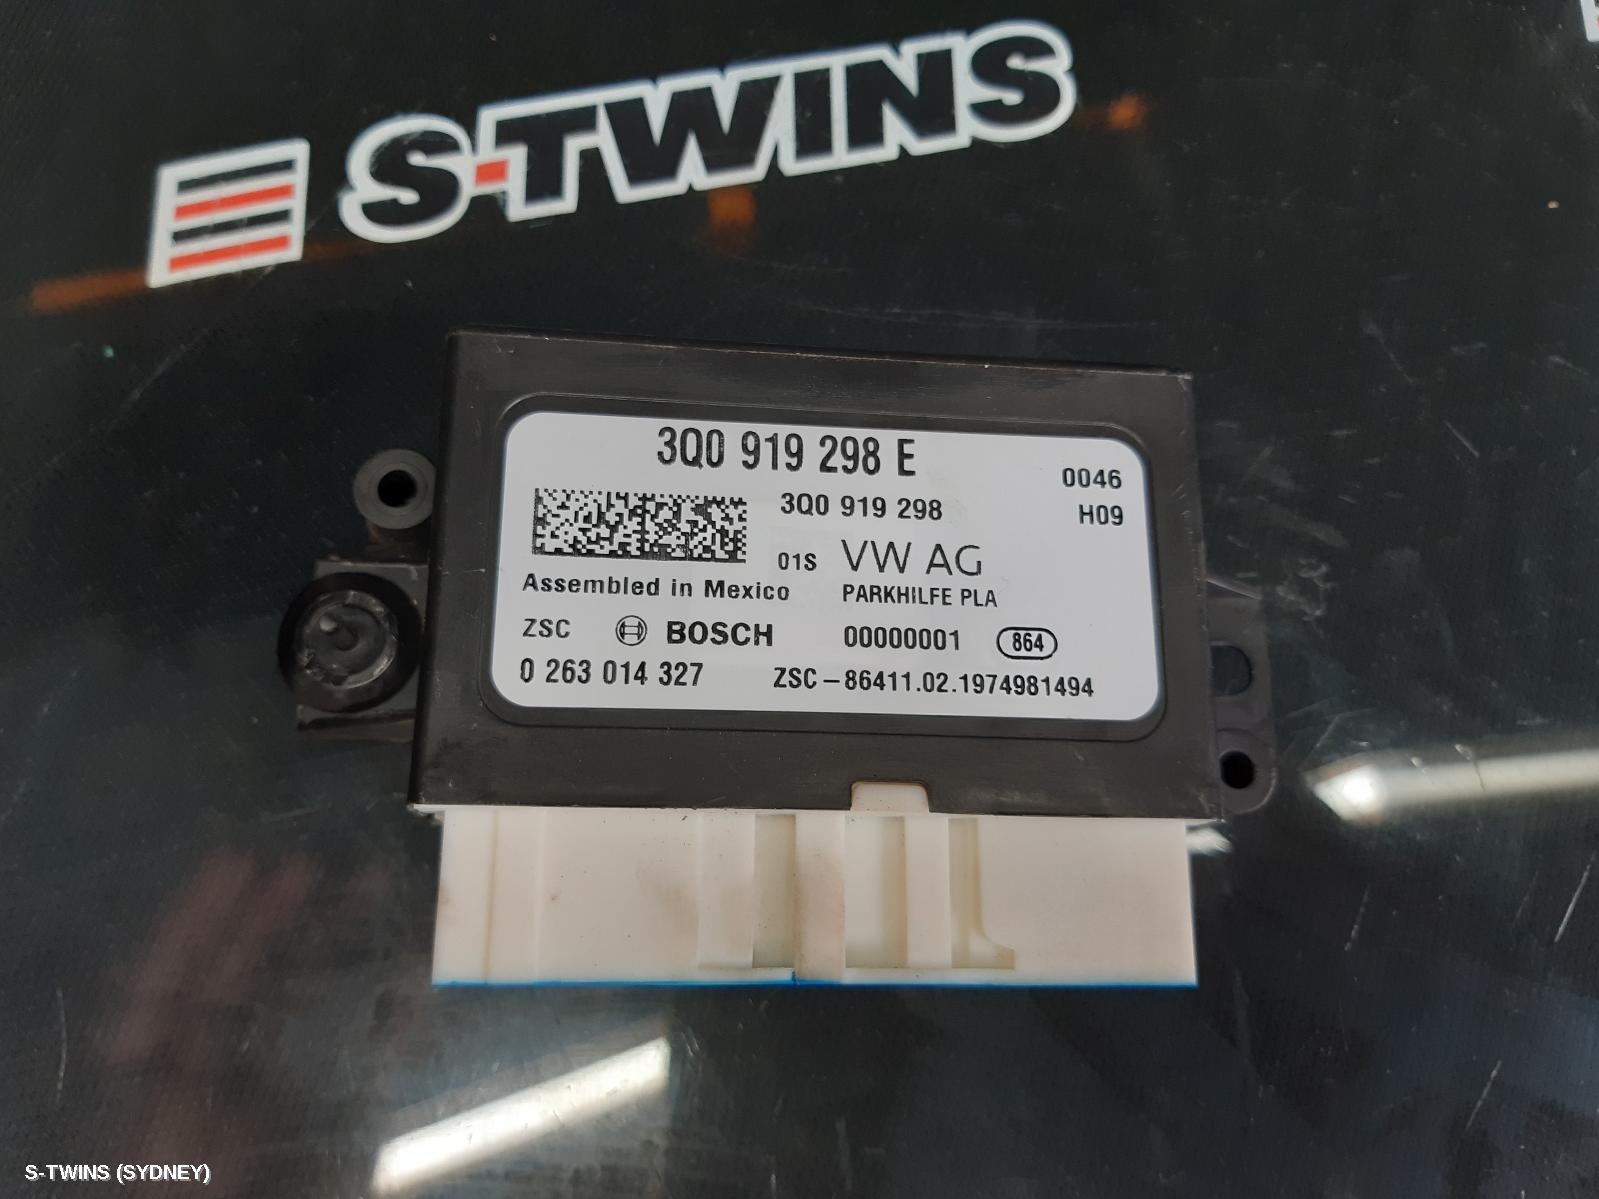 S-TWINS
3Q0 919 298 E
0046
3Q0 919 298
H09
01S VW AG
Assembled in Mexico
PARKHILFE PLA
ZSC BOSCH 00000001 864
0 263 014 327 ZSC-86411.02.1974981494
S-TWINS (SYDNEY)